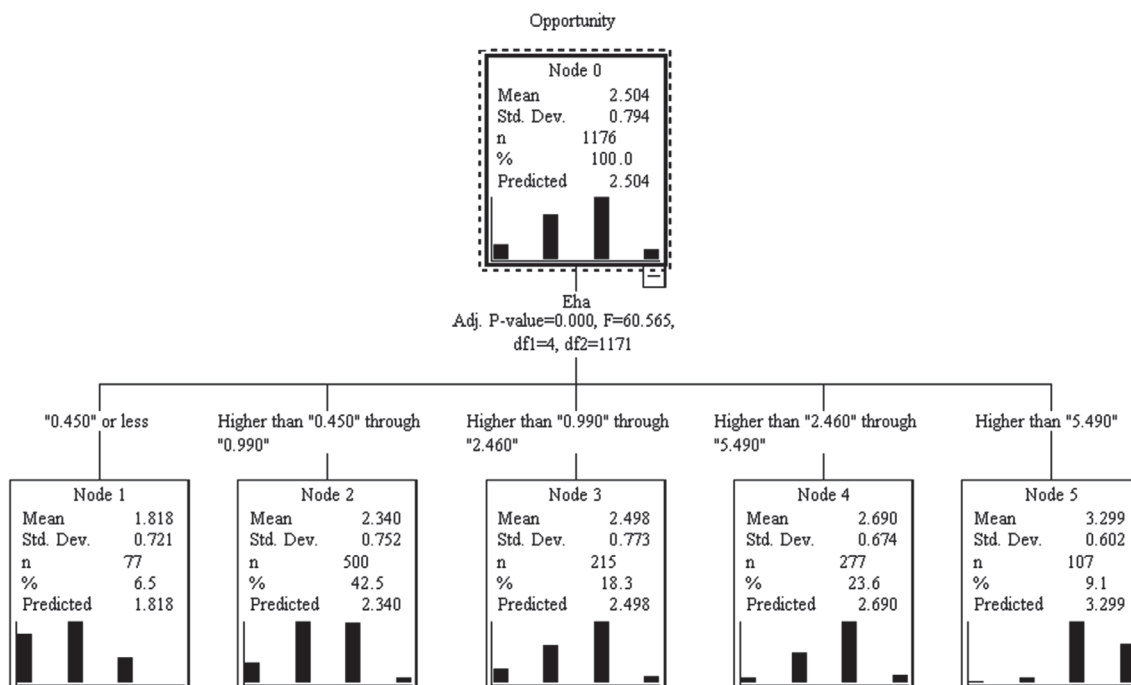 Opportunity
Node 0
Mean 2.504
Std. Dev. 0.794
n 1176
% 100.0
Predicted 2.504
Eha
Adj. P-value=0.000, F=60.565,
df1=4, df2=1171
"0.450" or less
Higher than "0.450" through
"0.990"
Higher than "0.990" through
"2.460"
Higher than "2.460" through
"5.490"
Higher than "5.490"
Node 1
Mean 1.818
Std. Dev. 0.721
n 77
% 6.5
Predicted 1.818
Node 2
Mean 2.340
Std. Dev. 0.752
n 500
% 42.5
Predicted 2.340
Node 3
Mean 2.498
Std. Dev. 0.773
n 215
% 18.3
Predicted 2.498
Node 4
Mean 2.690
Std. Dev. 0.674
n 277
% 23.6
Predicted 2.690
Node 5
Mean 3.299
Std. Dev. 0.602
n 107
% 9.1
Predicted 3.299